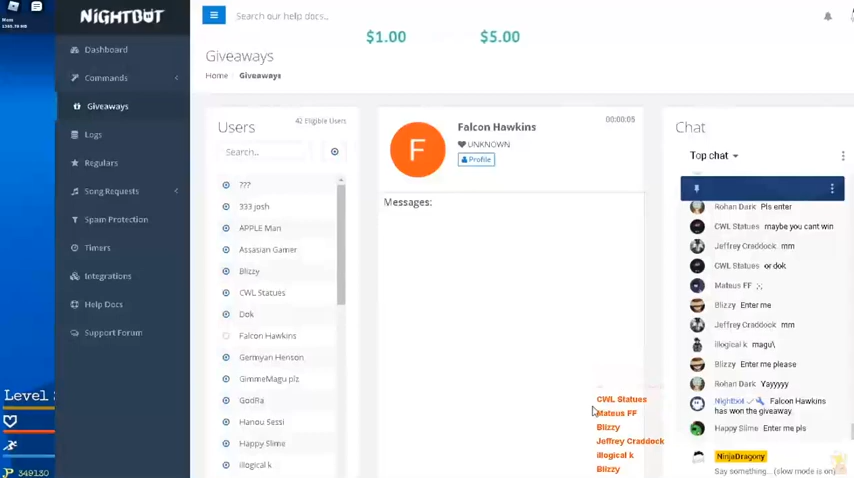 NiGHTBOT
Search our help docs..
$1.00
$5.00
Dashboard
Commands
Giveaways
Logs
Regulars
Song Requests
Spam Protection
Timers
Integrations
Help Docs
Support Forum
Level
349130
Giveaways
Home
Giveaways
Users
42 Eligible Users
Search..
???
333 josh
APPLE Man
Assasian Gamer
Blizzy
CWL Statues
Dok
Falcon Hawkins
Germyan Henson
GimmeMagu plz
GodRa
Hanou Sessi
Happy Slime
illogical k
F
Falcon Hawkins
UNKNOWN
Profile
00:00:05
Messages:
CWL Statues
Mateus FF
Blizzy
Jeffrey Craddock
illogical k
Blizzy
Chat
Top chat
Rohan Dark Pls enter
CWL Statues maybe you cant win
Jeffrey Craddock mm
CWL Statues or dok
Mateus FF ;-;
Blizzy Enter me
Jeffrey Craddock mm
illogical k magu\
Blizzy Enter me please
Rohan Dark Yayyyyy
Nightbot Falcon Hawkins
has won the giveaway.
Happy Slime Enter me pls
NinjaDragony
Say something... (slow mode is on)